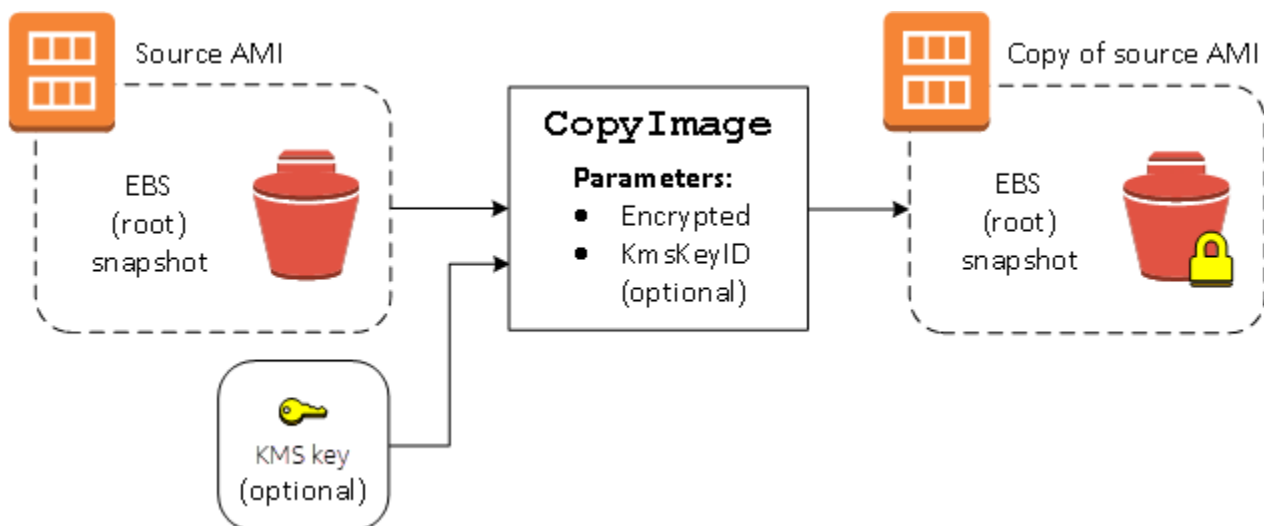 Source AMI
EBS
(root)
snapshot
KMS key
(optional)
CopyImage
Parameters:
● Encrypted
● KmsKeyID
(optional)
Copy of source AMI
EBS
(root)
snapshot